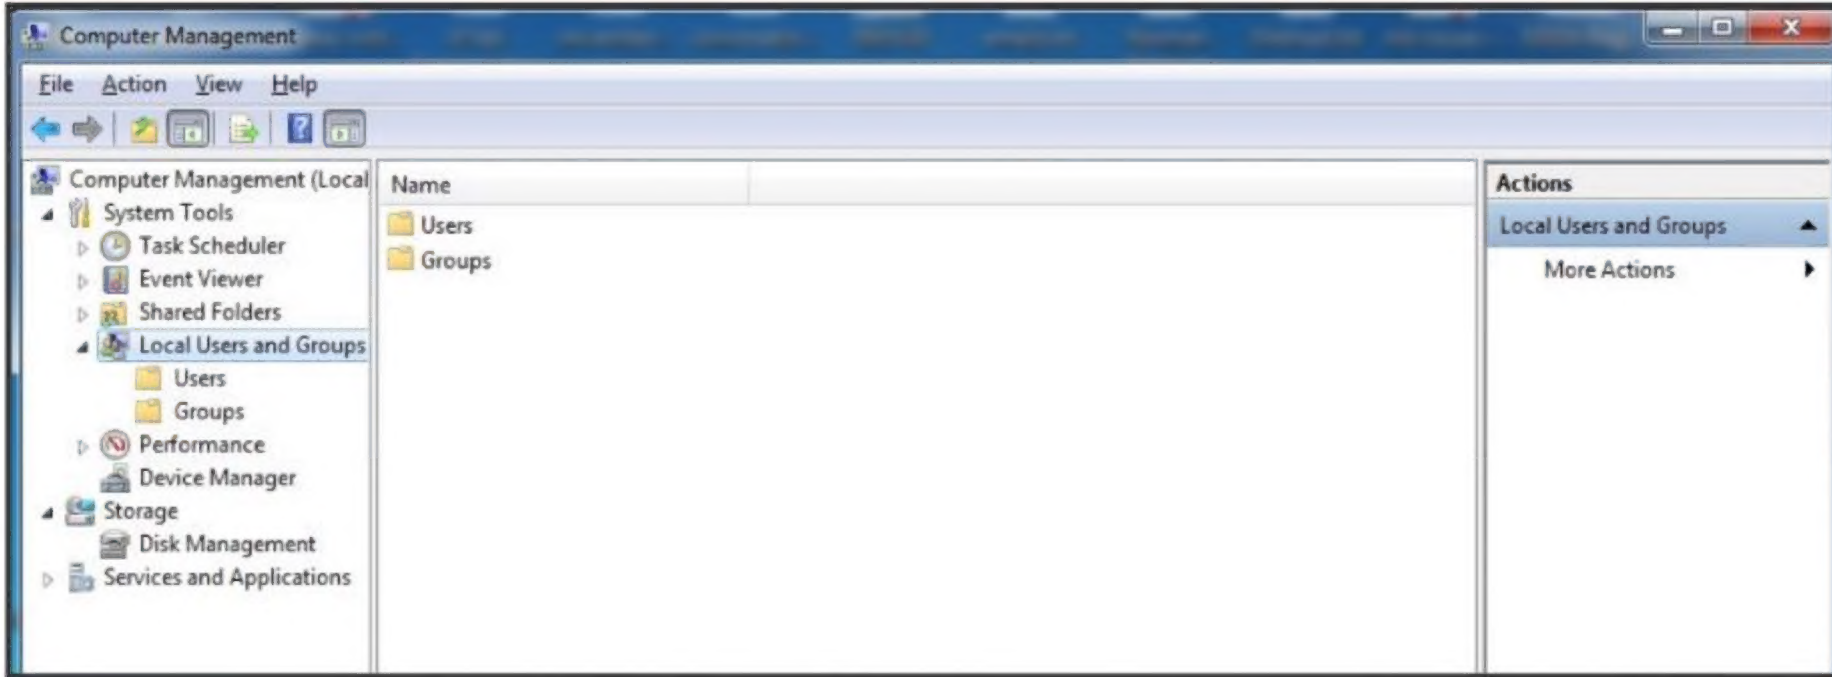 Computer Management
File Action View Help
Computer Management (Local
System Tools
Task Scheduler
Event Viewer
Shared Folders
Local Users and Groups
Users
Groups
Performance
Device Manager
Storage
Disk Management
Services and Applications
Name
Users
Groups
Actions
Local Users and Groups
More Actions